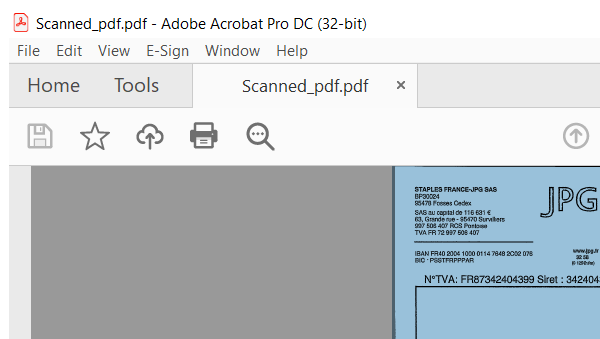 Scanned_pdf.pdf - Adobe Acrobat Pro DC (32-bit)
File Edit View E-Sign Window Help
Home Tools Scanned_pdf.pdf ×
STAPLES FRANCE-JPG SAS
BP30024
95478 Fosses Cedex
JPG
SAS au capital de 116 631 €
63, Grande rue - 95470 Survilliers
997 506 407 RCS Pontoise
TVA FR 72 997 506 407
www.jpg.fr
IBAN FR40 2004 1000 0114 7648 2C02 076
BIC - PSSTFRPPPAR
N°TVA: FR87342404399 Siret : 342404